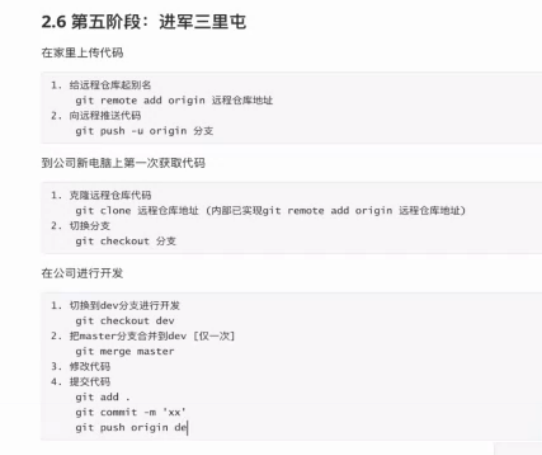 2.6 第五阶段：进军三里屯
在家里上传代码
1. 给远程仓库起别名
git remote add origin 远程仓库地址
2. 向远程推送代码
git push -u origin 分支
到公司新电脑上第一次获取代码
1. 克隆远程仓库代码
git clone 远程仓库地址 (内部已实现git remote add origin 远程仓库地址)
2. 切换分支
git checkout 分支
在公司进行开发
1. 切换到dev分支进行开发
git checkout dev
2. 把master分支合并到dev [仅一次]
git merge master
3. 修改代码
4. 提交代码
git add .
git commit -m 'xx'
git push origin de